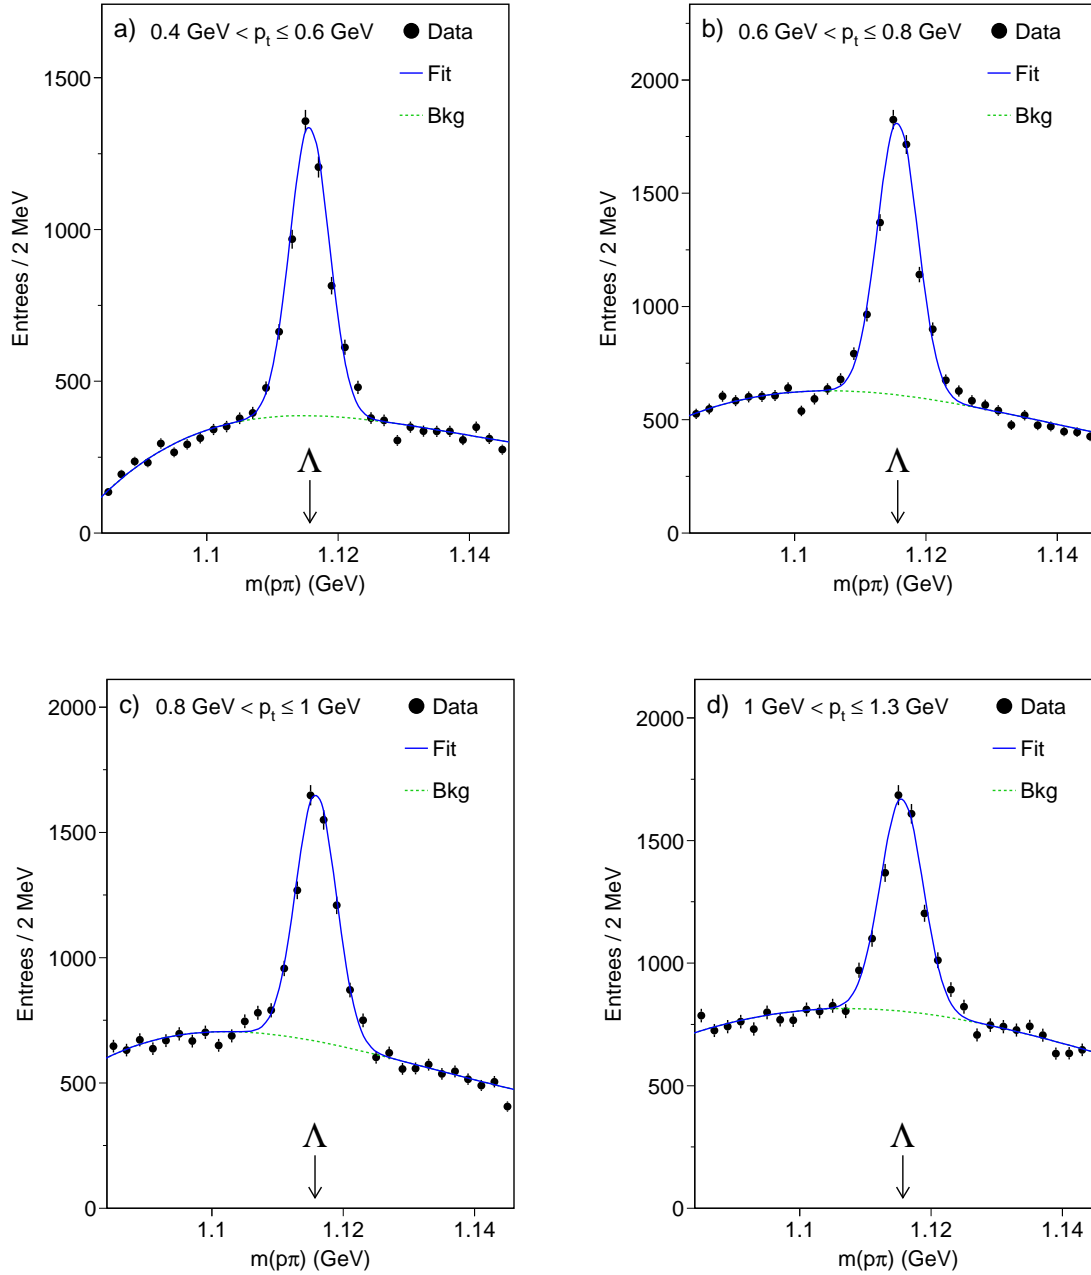 a) 0.4 GeV < pt ≤ 0.6 GeV
Data
Fit
Bkg
1500
1000
500
0
Entrees / 2 MeV
Λ
1.1 1.12 1.14
m(pπ) (GeV)
b) 0.6 GeV < pt ≤ 0.8 GeV
Data
Fit
Bkg
2000
1500
1000
500
0
Entrees / 2 MeV
Λ
1.1 1.12 1.14
m(pπ) (GeV)
c) 0.8 GeV < pt ≤ 1 GeV
Data
Fit
Bkg
2000
1500
1000
500
0
Entrees / 2 MeV
Λ
1.1 1.12 1.14
m(pπ) (GeV)
d) 1 GeV < pt ≤ 1.3 GeV
Data
Fit
Bkg
2000
1500
1000
500
0
Entrees / 2 MeV
Λ
1.1 1.12 1.14
m(pπ) (GeV)